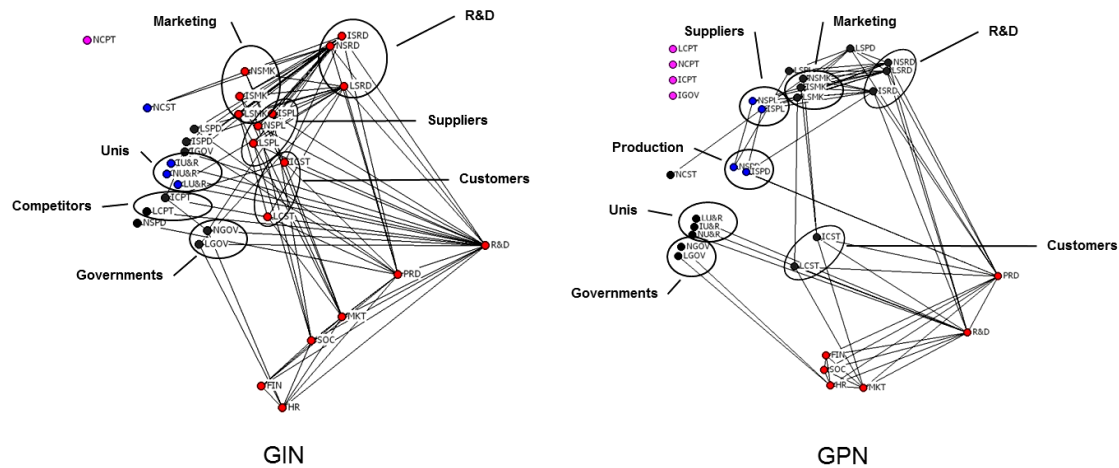 Marketing
R&D
ISRD
NSRD
NCPT
NSMK
LSRD
ISMK
NCST
LSMK
ISPL
Suppliers
NSPL
LSPD
ISPD
LSPL
IGOV
Unis
IU&R
ICST
NU&R
Customers
LU&R
ICPT
Competitors
LCPT
LCST
NSPD
NGOV
LGOV
R&D
Governments
PRD
MKT
SOC
FIN
HR
GIN
Suppliers
Marketing
R&D
LCPT
LSPD
NCPT
NSRD
LSPL
LSRD
ICPT
NSMK
ISMK
ISRD
IGOV
LSMK
NSPL
ISPL
Production
NSPD
ISPD
NCST
Unis
LU&R
IU&R
NU&R
ICST
NGOV
Customers
LGOV
LCST
PRD
Governments
R&D
FIN
SOC
HR
MKT
GPN